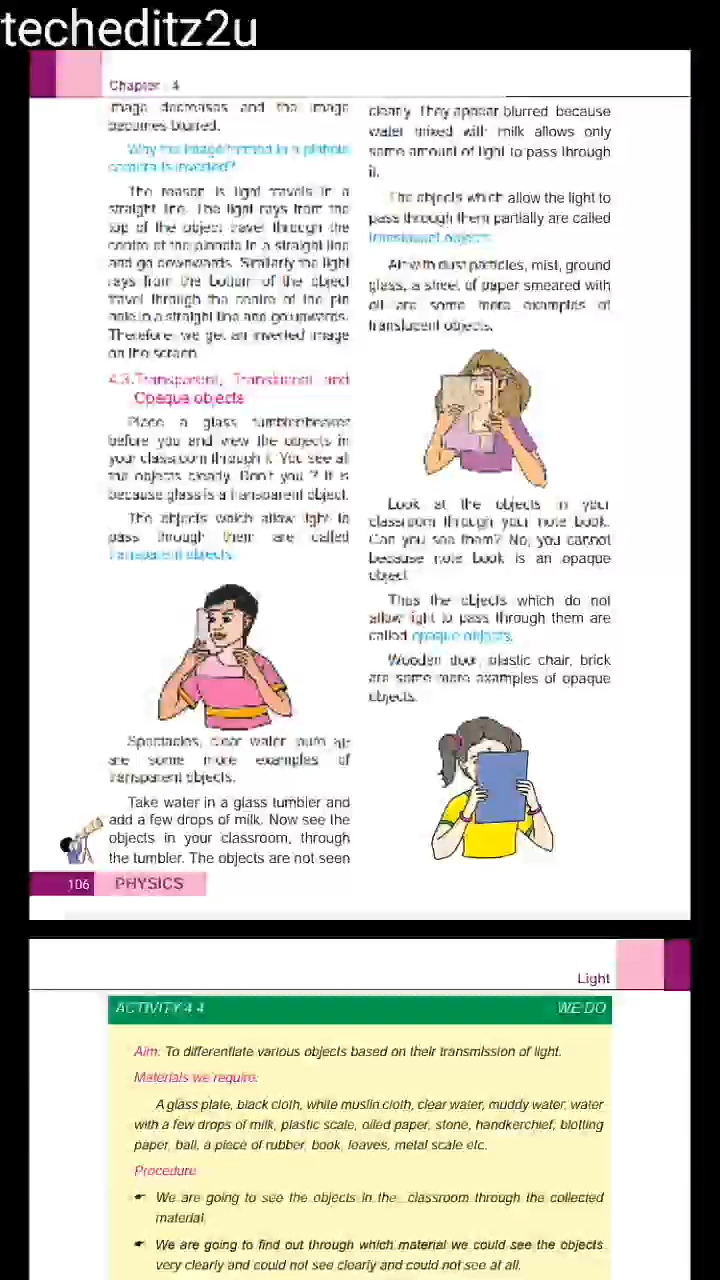 techeditz2u
Chapter - 4
image decreases and the image
becomes blurred.
Why the image formed in a pinhole
camera is inverted?
The reason is light travels in a
straight line. The light rays from the
top of the object travel through the
centre of the pinhole in a straight line
and go downwards. Similarly the light
rays from the bottom of the object
travel through the centre of the pin
hole in a straight line and go upwards.
Therefore, we get an inverted image
on the screen.
4.3.Transparent, Translucent and
Opaque objects
Place a glass tumbler/beaker
before you and view the objects in
your classroom through it. You see all
the objects clearly. Don't you ? It is
because glass is a transparent object.
The objects which allow light to
pass through them are called
transparent objects.
Spectacles, clear water, pure air
are some more examples of
transparent objects.
Take water in a glass tumbler and
add a few drops of milk. Now see the
objects in your classroom, through
the tumbler. The objects are not seen
106 PHYSICS
clearly. They appear blurred because
water mixed with milk allows only
some amount of light to pass through
it.
The objects which allow the light to
pass through them partially are called
translucent objects.
Air with dust particles, mist, ground
glass, a sheet of paper smeared with
oil are some more examples of
translucent objects.
Look at the objects in your
classroom through your note book.
Can you see them? No, you cannot
because note book is an opaque
object.
Thus the objects which do not
allow light to pass through them are
called opaque objects.
Wooden door, plastic chair, brick
are some more examples of opaque
objects.
Light
ACTIVITY 4.4 WE DO
Aim: To differentiate various objects based on their transmission of light.
Materials we require:
A glass plate, black cloth, white muslin cloth, clear water, muddy water, water
with a few drops of milk, plastic scale, oiled paper, stone, handkerchief, blotting
paper, ball, a piece of rubber, book, leaves, metal scale etc.
Procedure
We are going to see the objects in the classroom through the collected
material.
We are going to find out through which material we could see the objects
very clearly and could not see clearly and could not see at all.